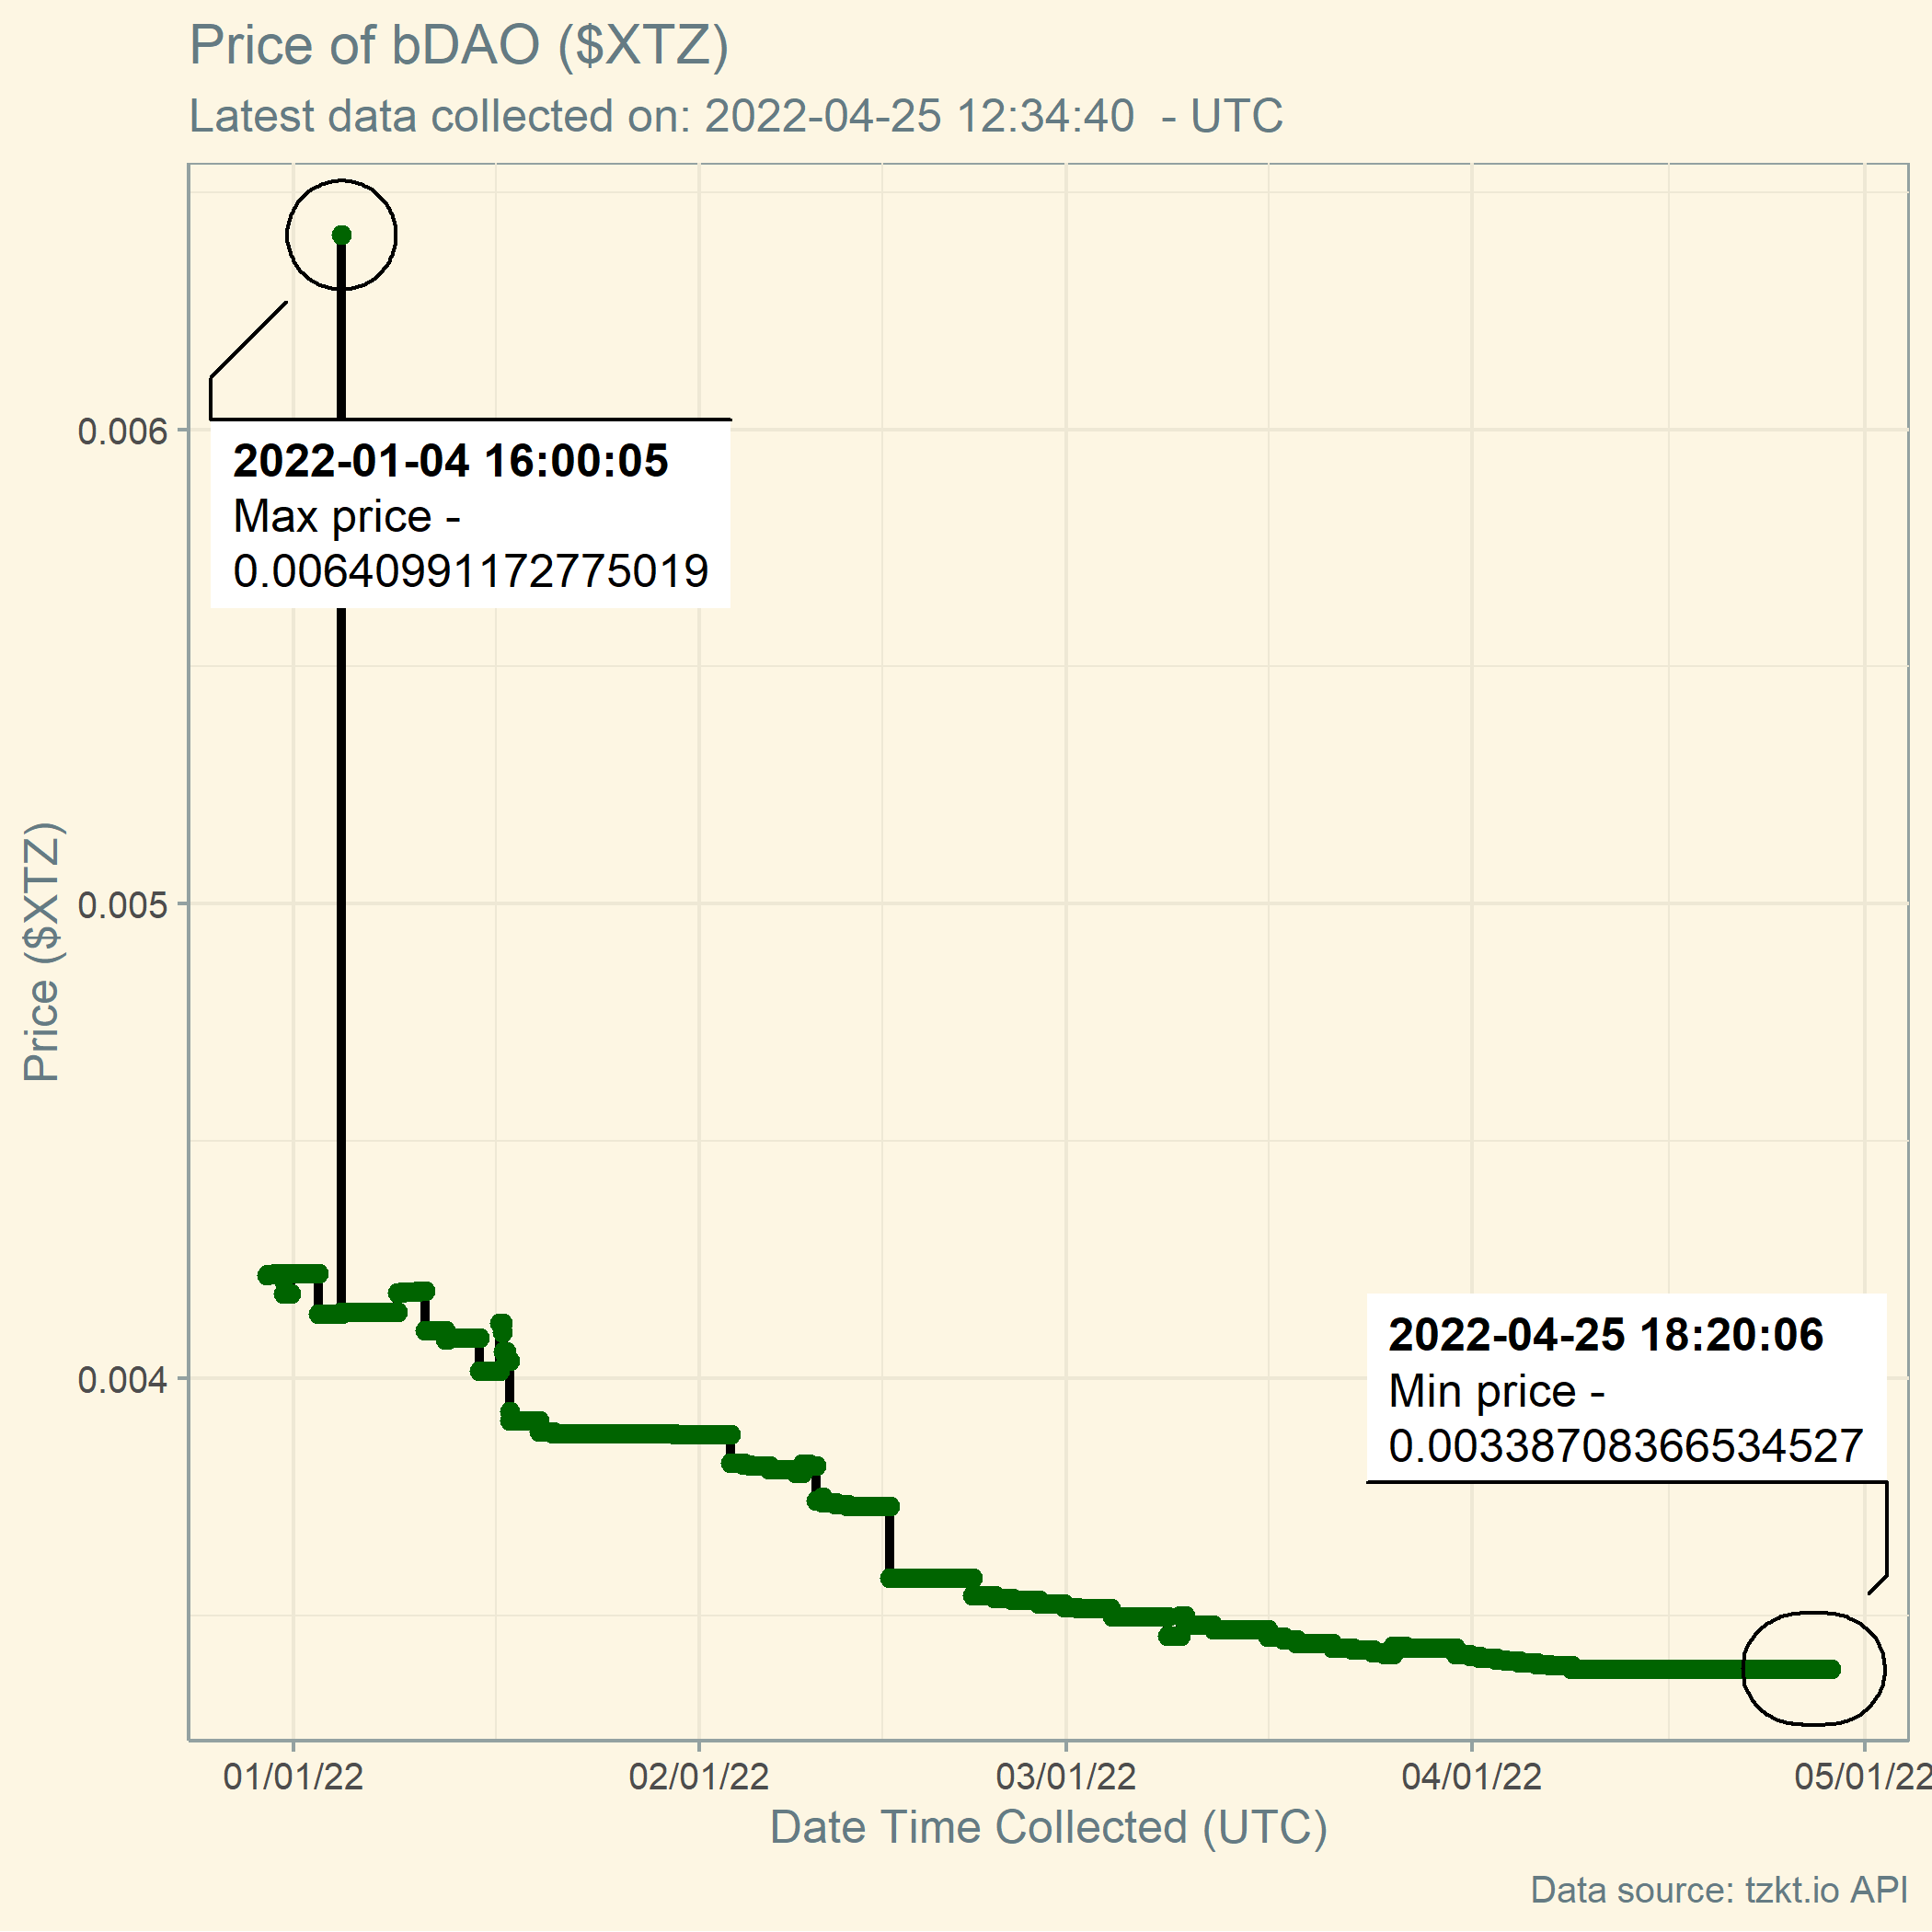 Price of bDAO ($XTZ)
Latest data collected on: 2022-04-25 12:34:40  - UTC
2022-01-04 16:00:05
Max price -
0.00640991172775019
0.006
0.005
0.004
Price ($XTZ)
2022-04-25 18:20:06
Min price -
0.00338708366534527
01/01/22 02/01/22 03/01/22 04/01/22 05/01/22
Date Time Collected (UTC)
Data source: tzkt.io API